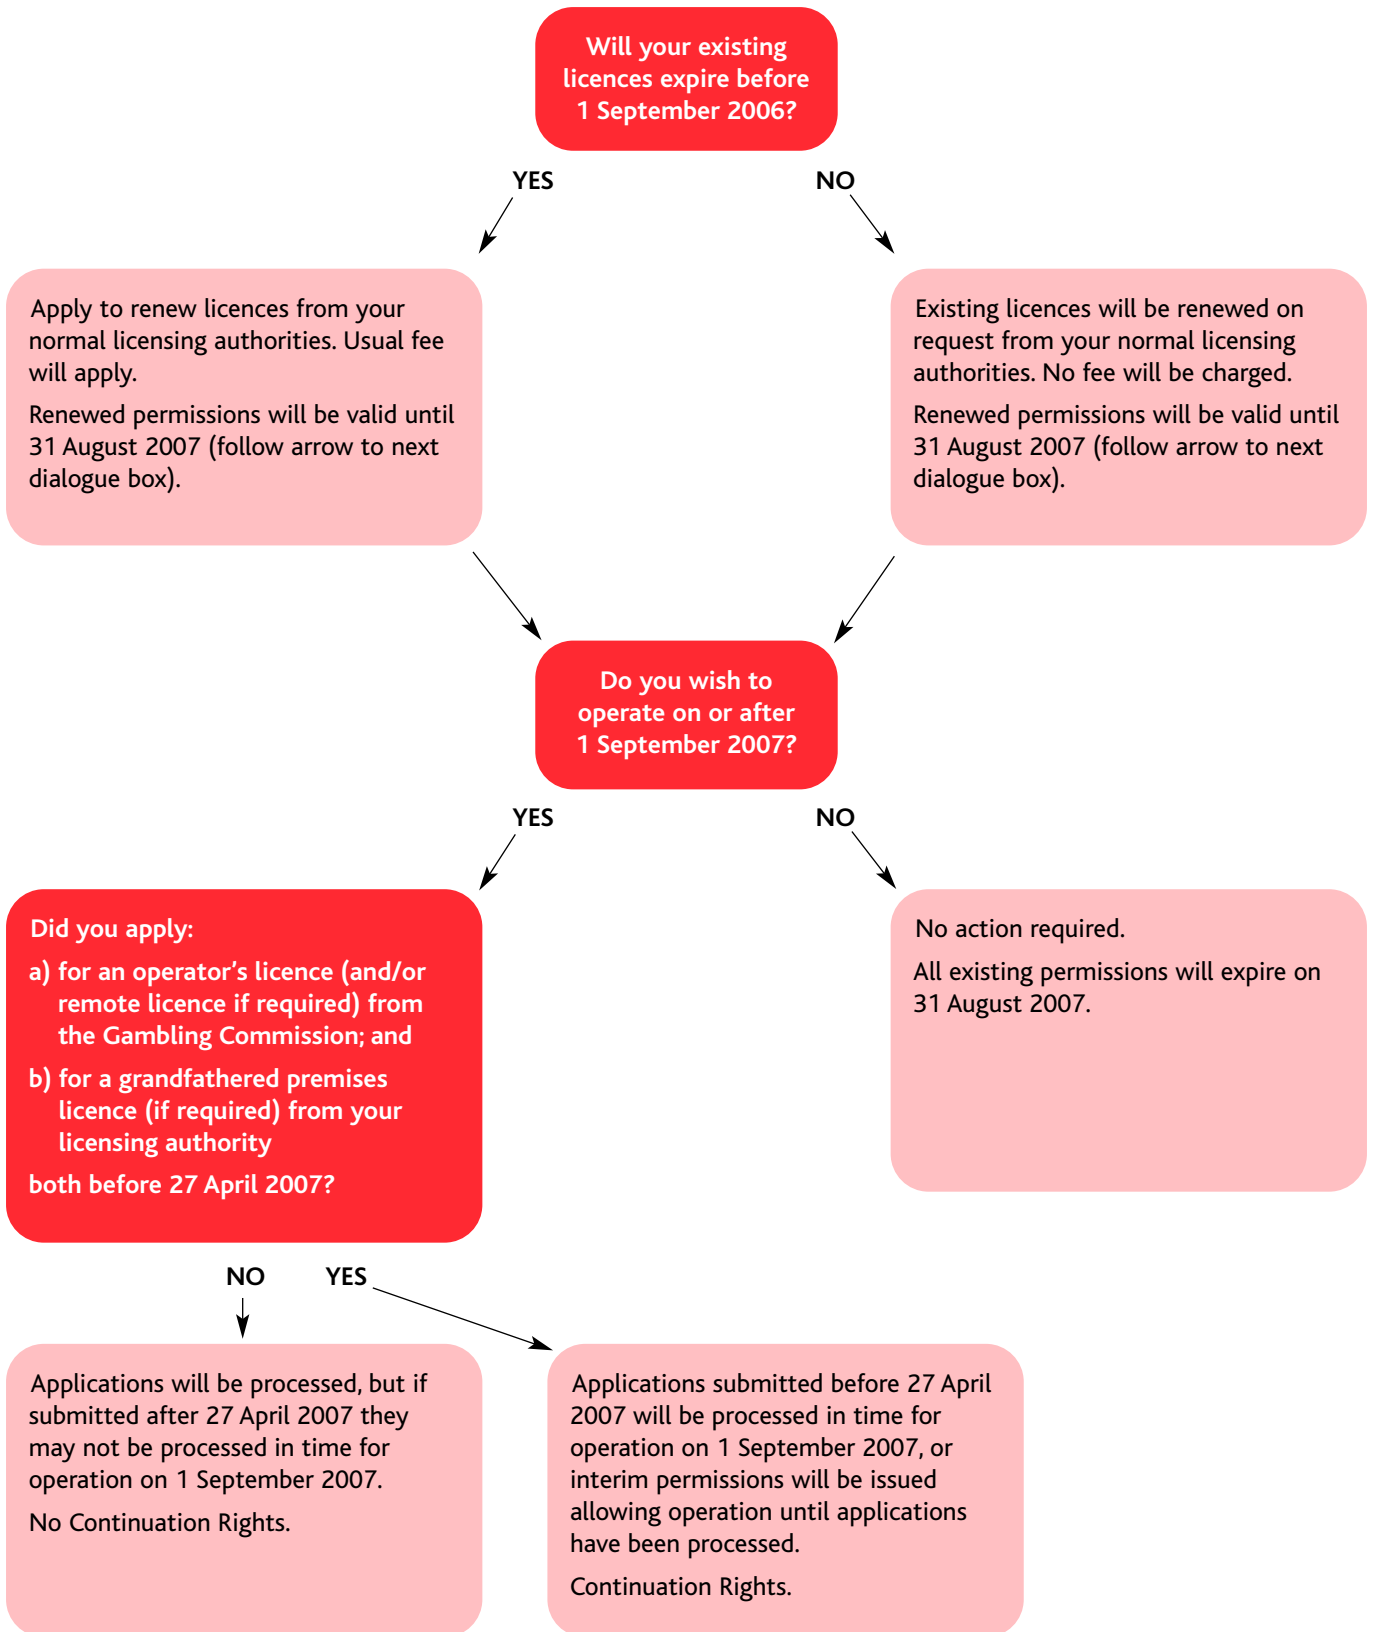 Will your existing
licences expire before
1 September 2006?
YES
NO
Apply to renew licences from your
normal licensing authorities. Usual fee
will apply.
Renewed permissions will be valid until
31 August 2007 (follow arrow to next
dialogue box).
Existing licences will be renewed on
request from your normal licensing
authorities. No fee will be charged.
Renewed permissions will be valid until
31 August 2007 (follow arrow to next
dialogue box).
Do you wish to
operate on or after
1 September 2007?
YES
NO
Did you apply:
a) for an operator’s licence (and/or
remote licence if required) from
the Gambling Commission; and
b) for a grandfathered premises
licence (if required) from your
licensing authority
both before 27 April 2007?
No action required.
All existing permissions will expire on
31 August 2007.
NO
YES
Applications will be processed, but if
submitted after 27 April 2007 they
may not be processed in time for
operation on 1 September 2007.
No Continuation Rights.
Applications submitted before 27 April
2007 will be processed in time for
operation on 1 September 2007, or
interim permissions will be issued
allowing operation until applications
have been processed.
Continuation Rights.